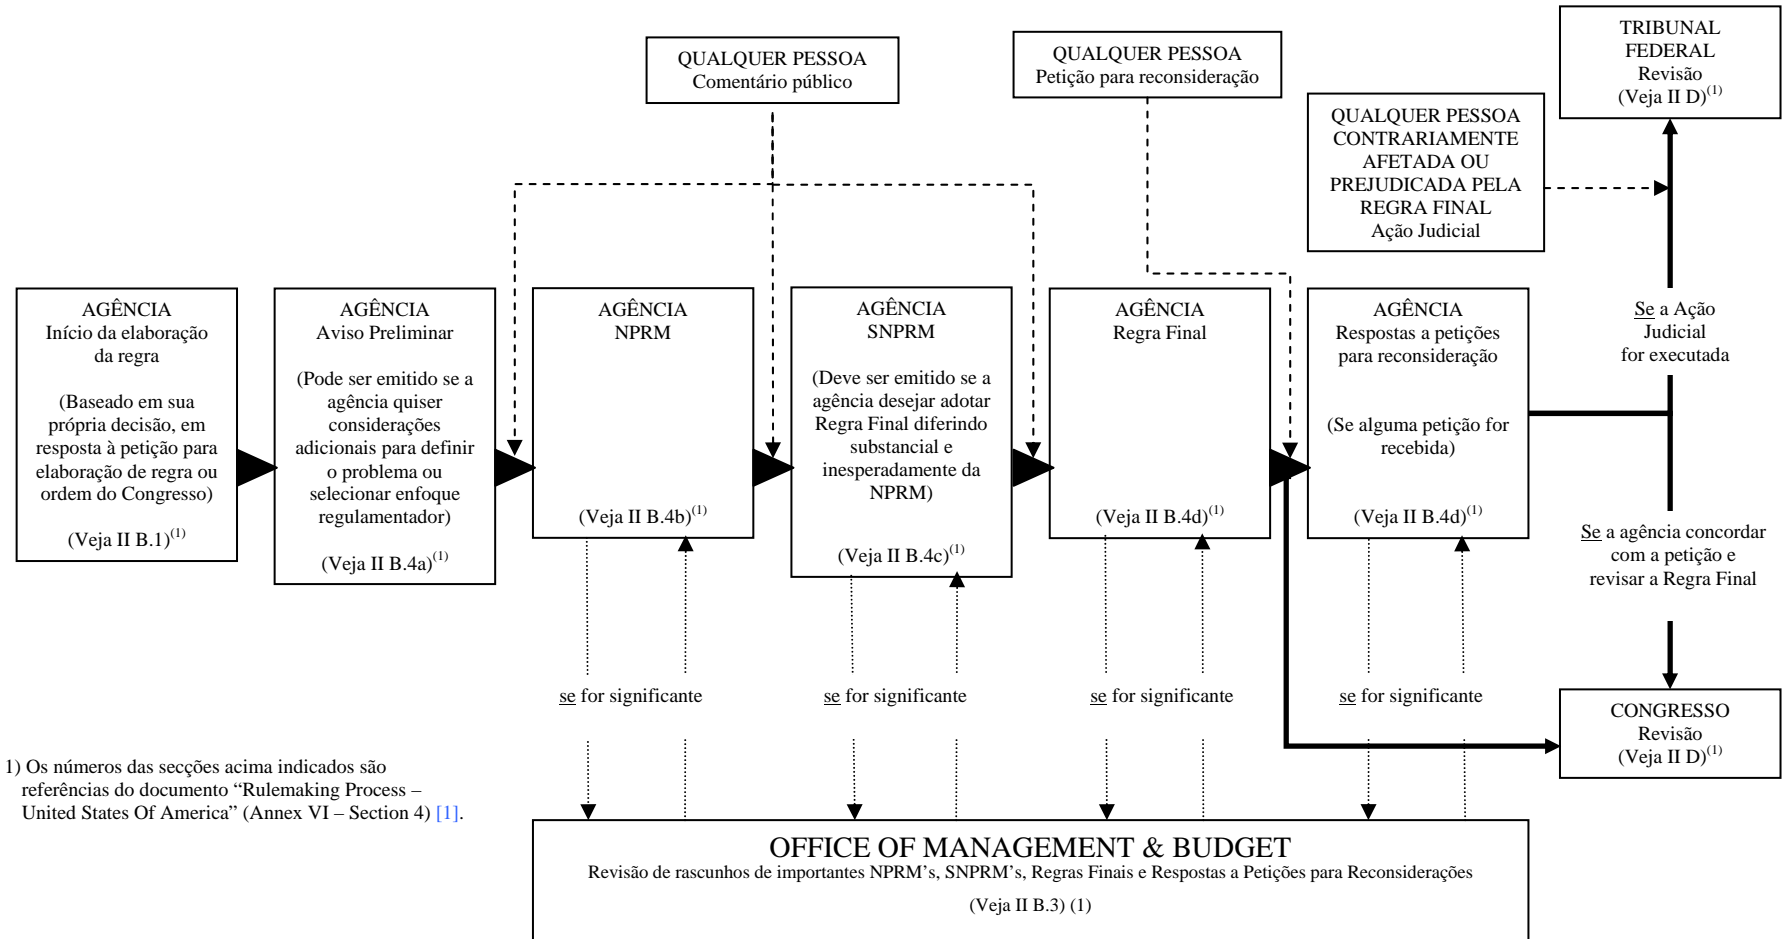 QUALQUER PESSOA
Comentário público
QUALQUER PESSOA
Petição para reconsideração
TRIBUNAL
FEDERAL
Revisão
(Veja II D)(1)
QUALQUER PESSOA
CONTRARIAMENTE
AFETADA OU
PREJUDICADA PELA
REGRA FINAL
Ação Judicial
AGÊNCIA
Início da elaboração
da regra
(Baseado em sua
própria decisão, em
resposta à petição para
elaboração de regra ou
ordem do Congresso)
(Veja II B.1)(1)
AGÊNCIA
Aviso Preliminar
(Pode ser emitido se a
agência quiser
considerações
adicionais para definir
o problema ou
selecionar enfoque
regulamentador)
(Veja II B.4a)(1)
AGÊNCIA
NPRM
(Veja II B.4b)(1)
AGÊNCIA
SNPRM
(Deve ser emitido se a
agência desejar adotar
Regra Final diferindo
substancial e
inesperadamente da
NPRM)
(Veja II B.4c)(1)
AGÊNCIA
Regra Final
(Veja II B.4d)(1)
AGÊNCIA
Respostas a petições
para reconsideração
(Se alguma petição for
recebida)
(Veja II B.4d)(1)
Se a Ação
Judicial
for executada
Se a agência concordar
com a petição e
revisar a Regra Final
se for significante
se for significante
se for significante
se for significante
CONGRESSO
Revisão
(Veja II D)(1)
1) Os números das secções acima indicados são
referências do documento “Rulemaking Process –
United States Of America” (Annex VI – Section 4) [1].
OFFICE OF MANAGEMENT & BUDGET
Revisão de rascunhos de importantes NPRM’s, SNPRM’s, Regras Finais e Respostas a Petições para Reconsiderações
(Veja II B.3) (1)